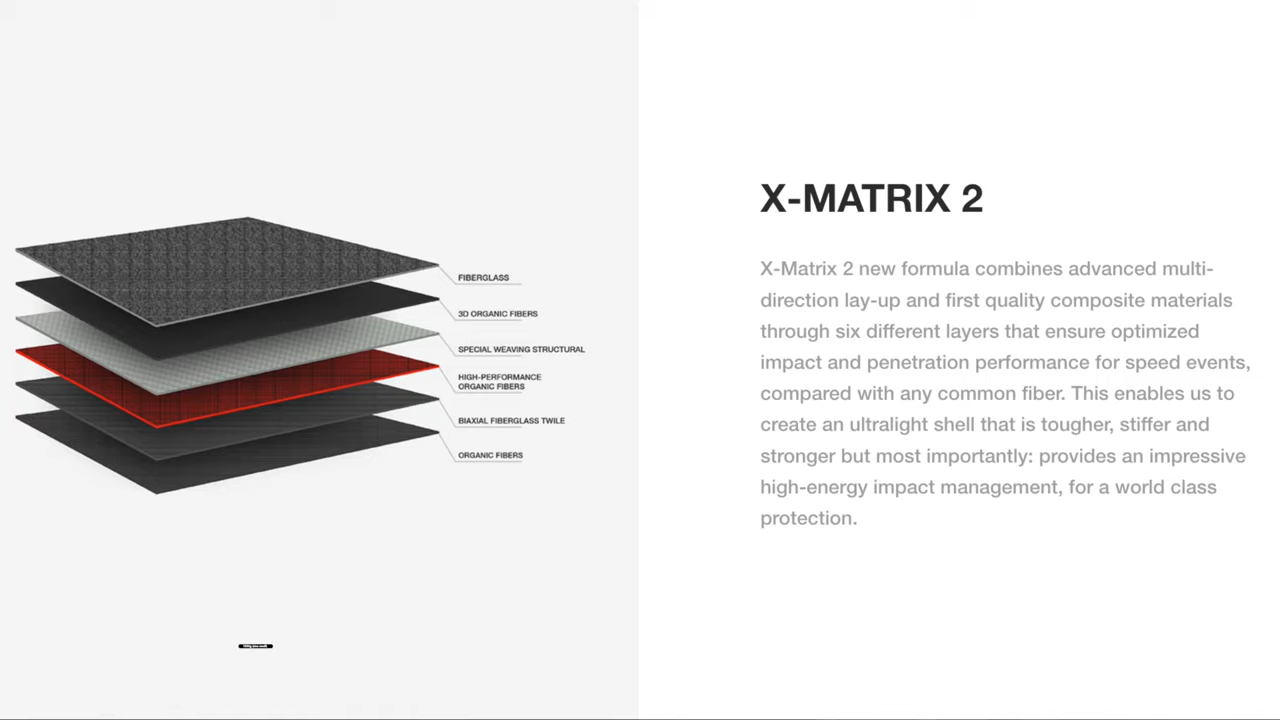 FIBERGLASS
3D ORGANIC FIBERS
SPECIAL WEAVING STRUCTURAL
HIGH-PERFORMANCE
ORGANIC FIBERS
BIAXIAL FIBERGLASS TWILE
ORGANIC FIBERS
X-MATRIX 2
X-Matrix 2 new formula combines advanced multi-
direction lay-up and first quality composite materials
through six different layers that ensure optimized
impact and penetration performance for speed events,
compared with any common fiber. This enables us to
create an ultralight shell that is tougher, stiffer and
stronger but most importantly: provides an impressive
high-energy impact management, for a world class
protection.